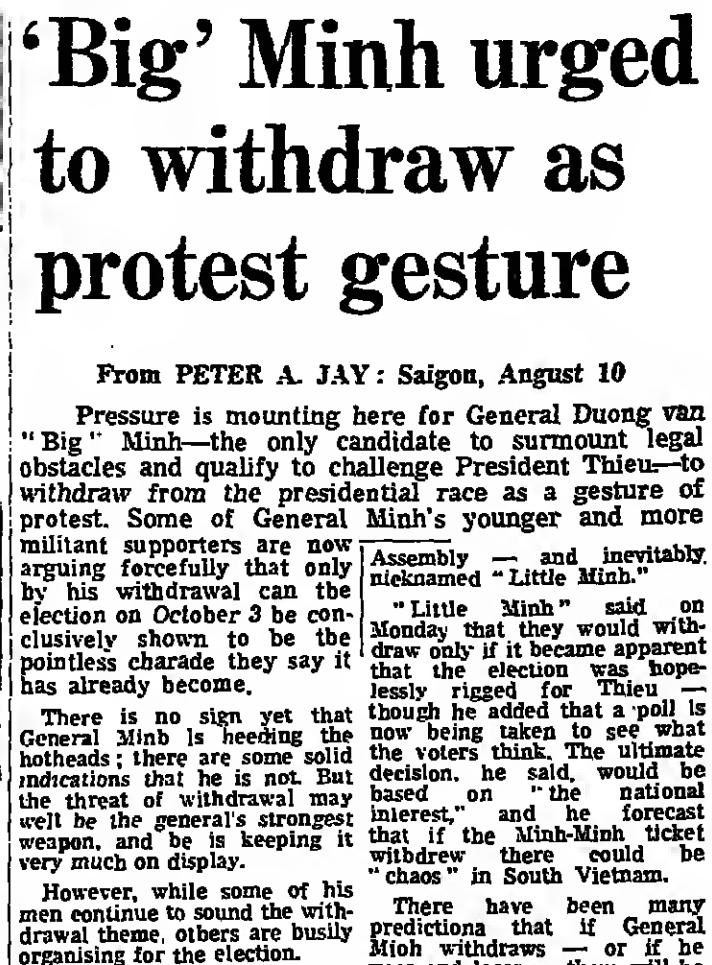 ‘Big’ Minh urged
to withdraw as
protest gesture
From PETER A. JAY: Saigon, August 10
Pressure is mounting here for General Duong van
"Big" Minh—the only candidate to surmount legal
obstacles and qualify to challenge President Thieu—to
withdraw from the presidential race as a gesture of
protest. Some of General Minh's younger and more
militant supporters are now
arguing forcefully that only
by his withdrawal can the
election on October 3 be con-
clusively shown to be the
pointless charade they say it
has already become.
There is no sign yet that
General Minh is heeding the
hotheads; there are some solid
indications that he is not. But
the threat of withdrawal may
well be the general's strongest
weapon, and he is keeping it
very much on display.
However, while some of his
men continue to sound the with-
drawal theme, others are busily
organising for the election.
Assembly — and inevitably
nicknamed "Little Minh."
"Little Minh" said on
Monday that they would with-
draw only if it became apparent
that the election was hope-
lessly rigged for Thieu —
though he added that a poll is
now being taken to see what
the voters think. The ultimate
decision, he said, would be
based on "the national
interest," and he forecast
that if the Minh-Minh ticket
withdrew there could be
"chaos" in South Vietnam.
There have been many
predictions that if General
Minh withdraws — or if he